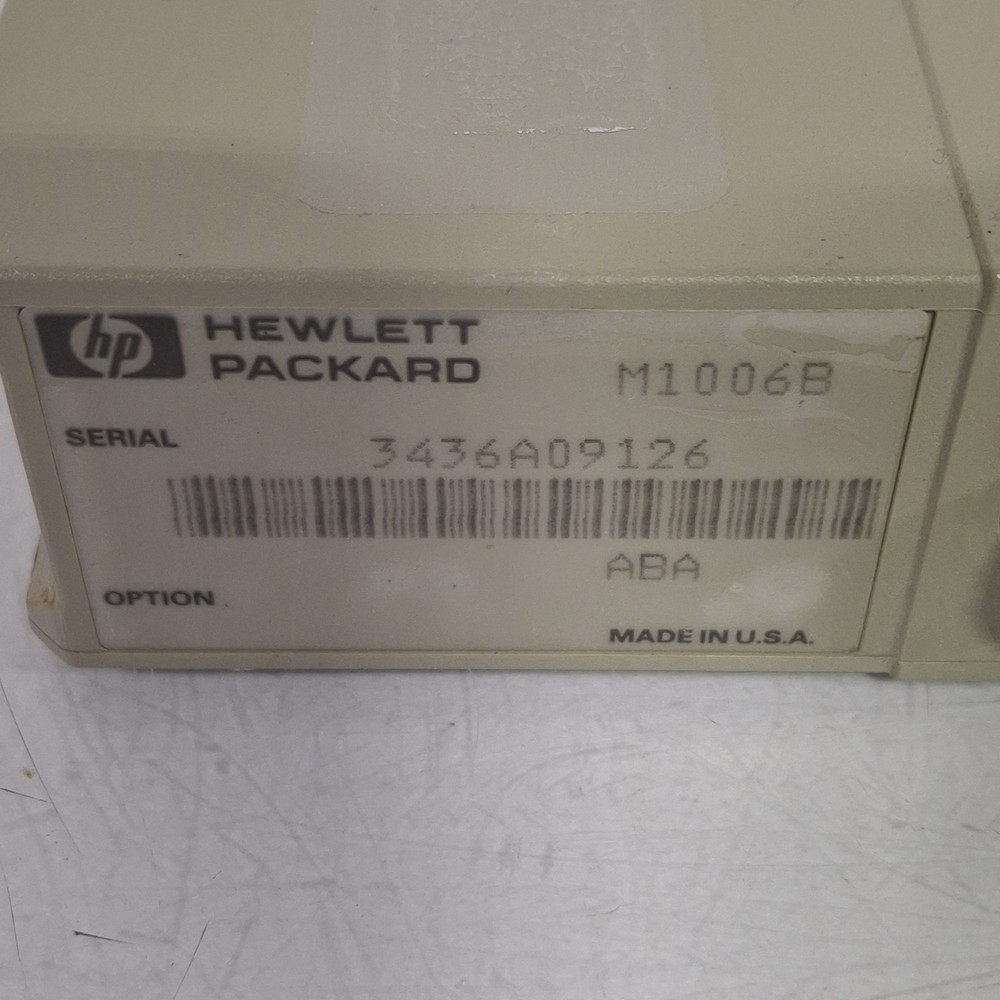 hp HEWLETT
PACKARD
M1006B
SERIAL
3436A09126
ABA
OPTION
MADE IN U.S.A.